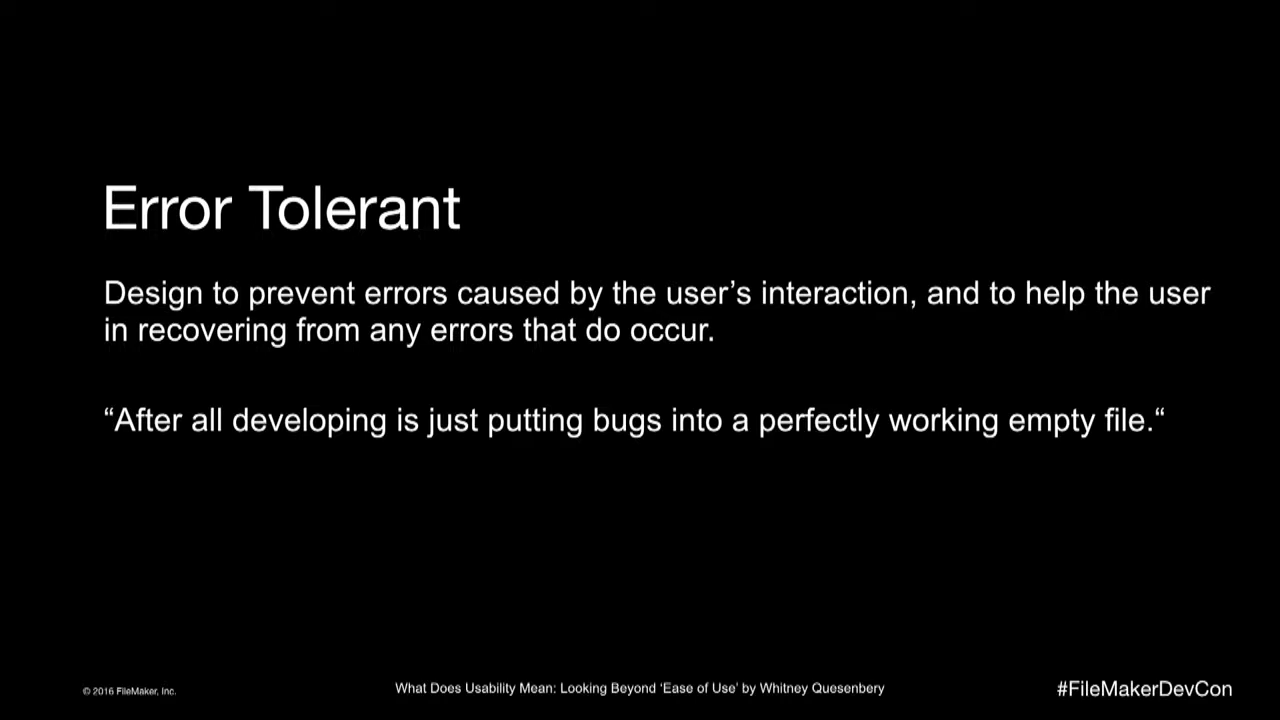 Error Tolerant
Design to prevent errors caused by the user’s interaction, and to help the user
in recovering from any errors that do occur.
“After all developing is just putting bugs into a perfectly working empty file.“
© 2016 FileMaker, Inc.
What Does Usability Mean: Looking Beyond ‘Ease of Use’ by Whitney Quesenbery
#FileMakerDevCon